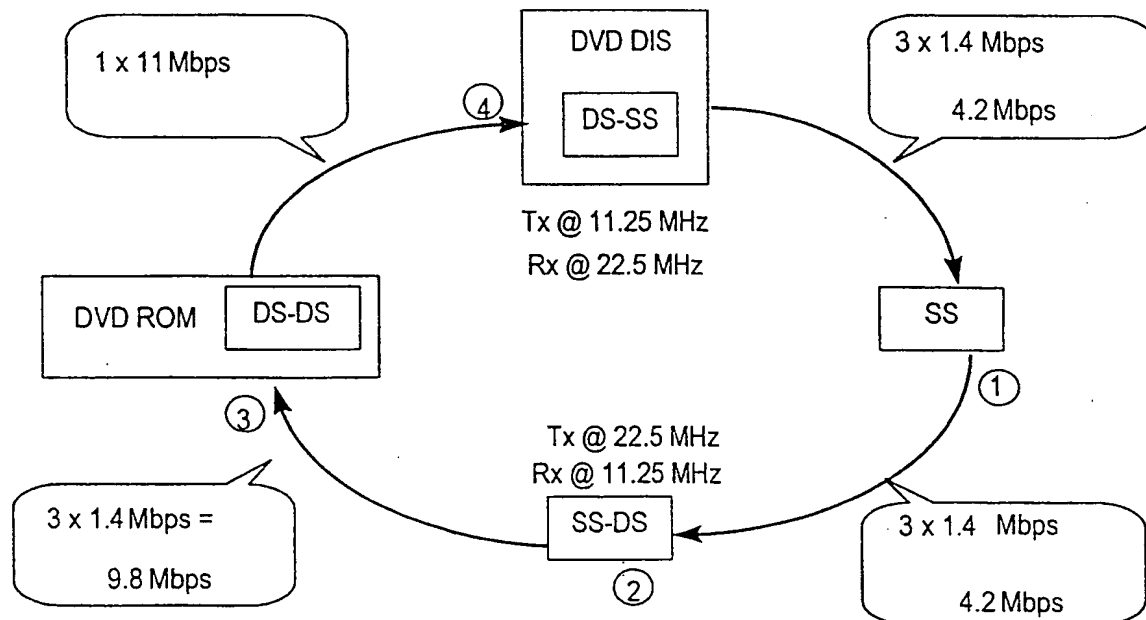 1 x 11 Mbps
DVD DIS
DS-SS
④
3 x 1.4 Mbps
4.2 Mbps
Tx @ 11.25 MHz
Rx @ 22.5 MHz
DVD ROM
DS-DS
SS
①
③
Tx @ 22.5 MHz
Rx @ 11.25 MHz
3 x 1.4 Mbps =
9.8 Mbps
SS-DS
②
3 x 1.4 Mbps
4.2 Mbps